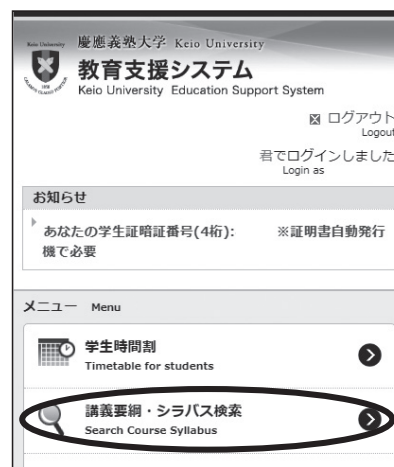 慶應義塾大学 Keio University
教育支援システム
Keio University Education Support System
ログアウト
Logout
君でログインしました
Login as
お知らせ
あなたの学生証暗証番号(4桁): ※証明書自動発行
機で必要
メニュー Menu
学生時間割
Timetable for students
講義要綱・シラバス検索
Search Course Syllabus